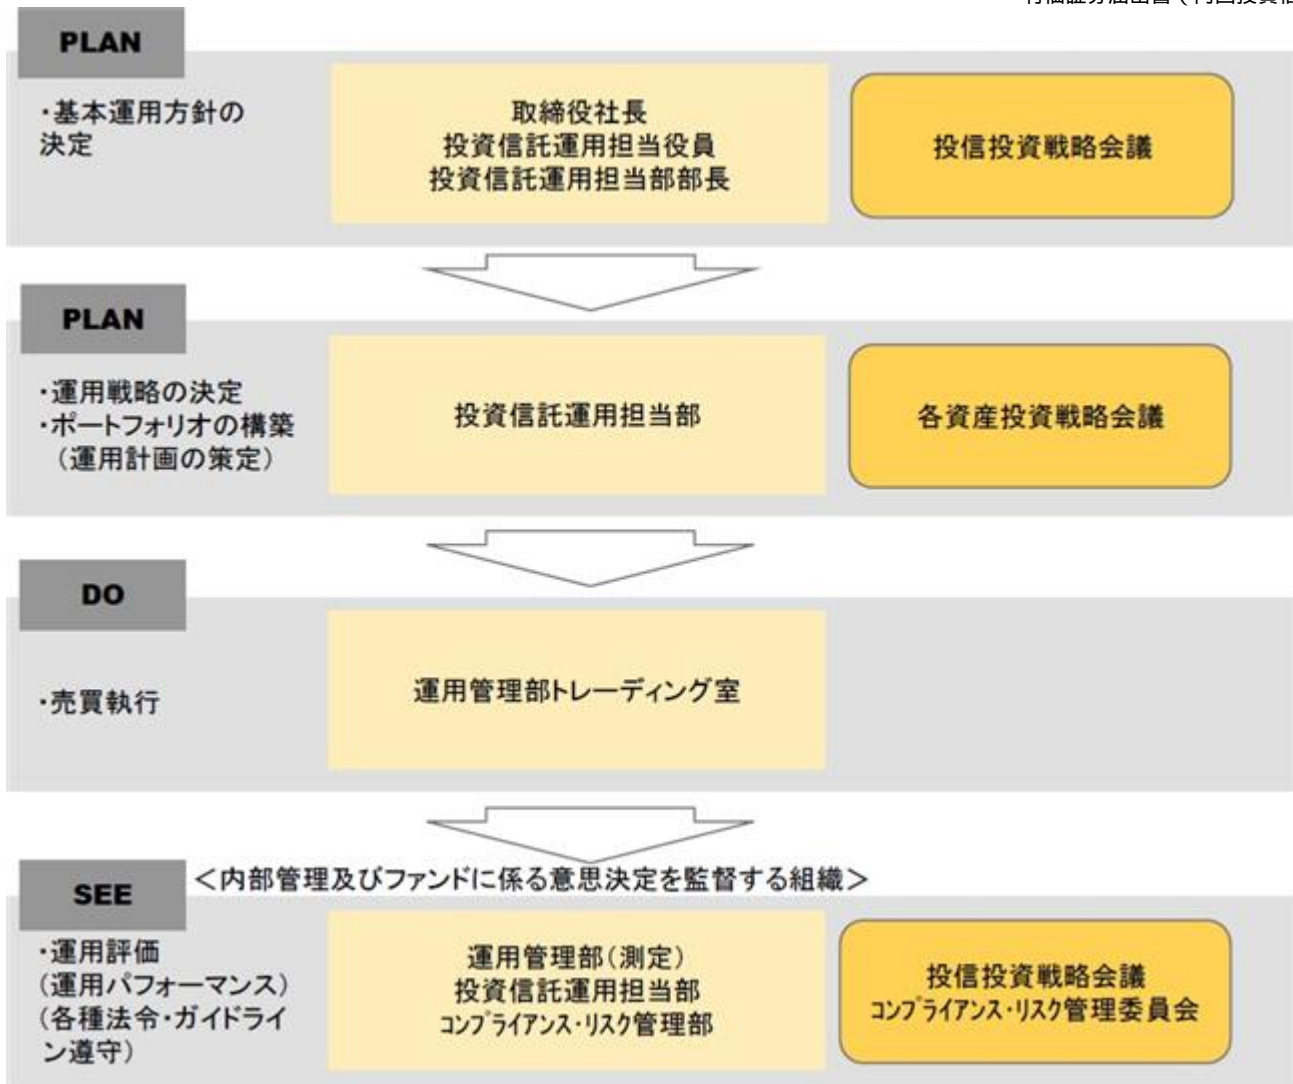 PLAN
・基本運用方針の
決定
取締役社長
投資信託運用担当役員
投資信託運用担当部部長
投信投資戦略会議
PLAN
・運用戦略の決定
・ポートフォリオの構築
（運用計画の策定）
投資信託運用担当部
各資産投資戦略会議
DO
・売買執行
運用管理部トレーディング室
SEE
＜内部管理及びファンドに係る意思決定を監督する組織＞
・運用評価
（運用パフォーマンス）
（各種法令・ガイドライ
ン遵守）
運用管理部（測定）
投資信託運用担当部
ｺﾝﾌﾟﾗｲｱﾝｽ・ﾘｽｸ管理部
投信投資戦略会議
ｺﾝﾌﾟﾗｲｱﾝｽ・ﾘｽｸ管理委員会